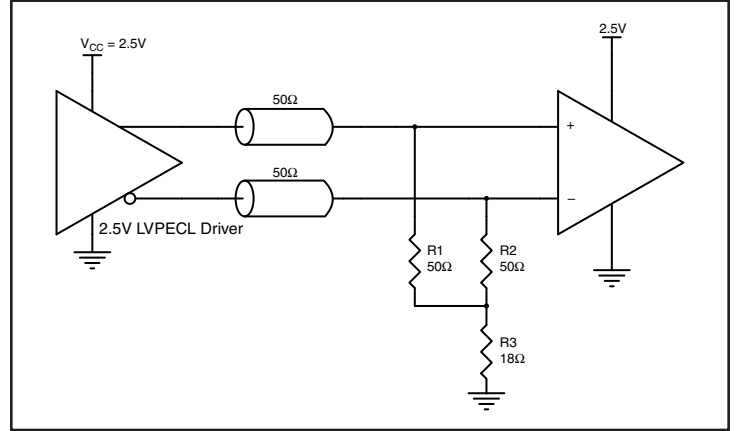 V_CC = 2.5V
2.5V
50Ω
+
50Ω
−
2.5V LVPECL Driver
R1
50Ω
R2
50Ω
R3
18Ω